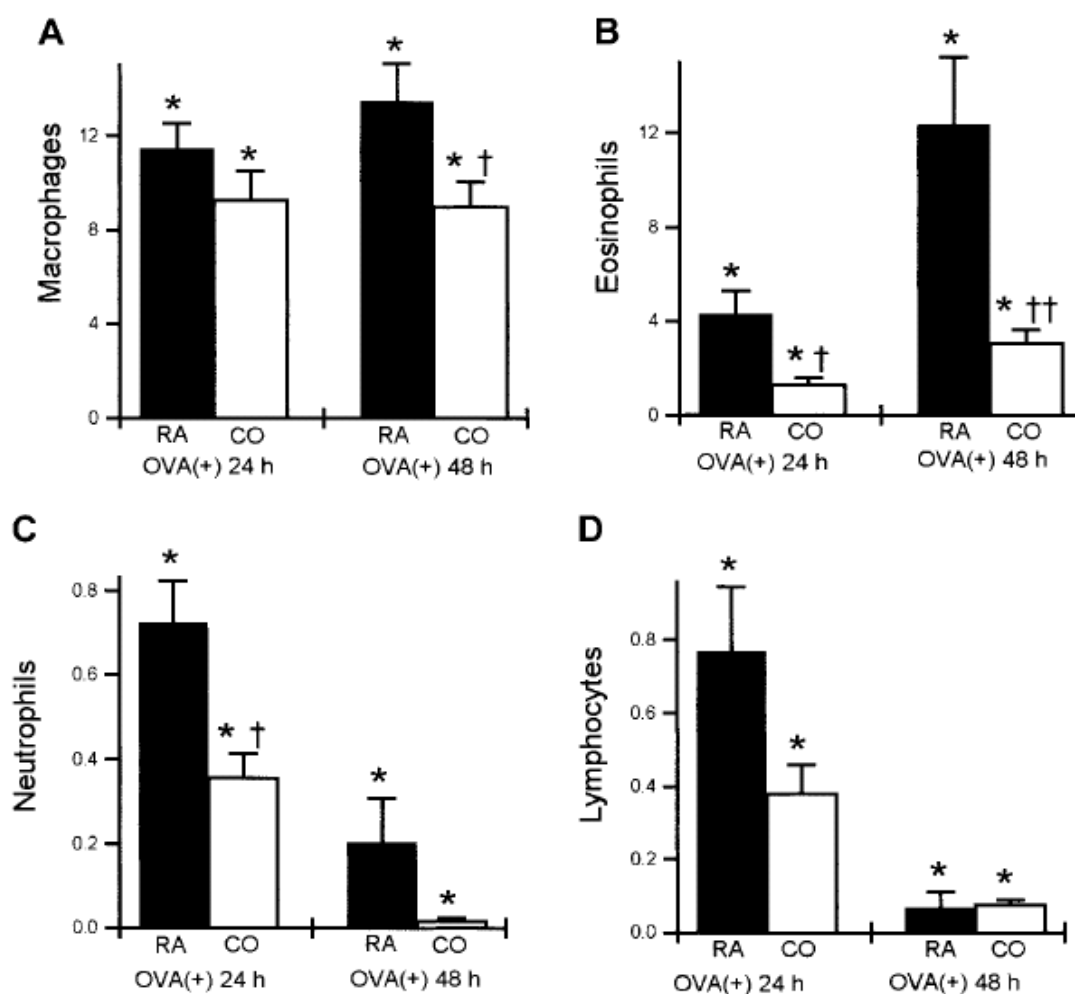 A
Macrophages
12
8
4
0
*
*
*
* †
RA CO RA CO
OVA(+) 24 h OVA(+) 48 h
B
Eosinophils
12
8
4
0
*
* †
*
* ††
RA CO RA CO
OVA(+) 24 h OVA(+) 48 h
C
Neutrophils
0.8
0.6
0.4
0.2
0.0
*
* †
*
*
RA CO RA CO
OVA(+) 24 h OVA(+) 48 h
D
Lymphocytes
0.8
0.6
0.4
0.2
0.0
*
*
*
*
RA CO RA CO
OVA(+) 24 h OVA(+) 48 h